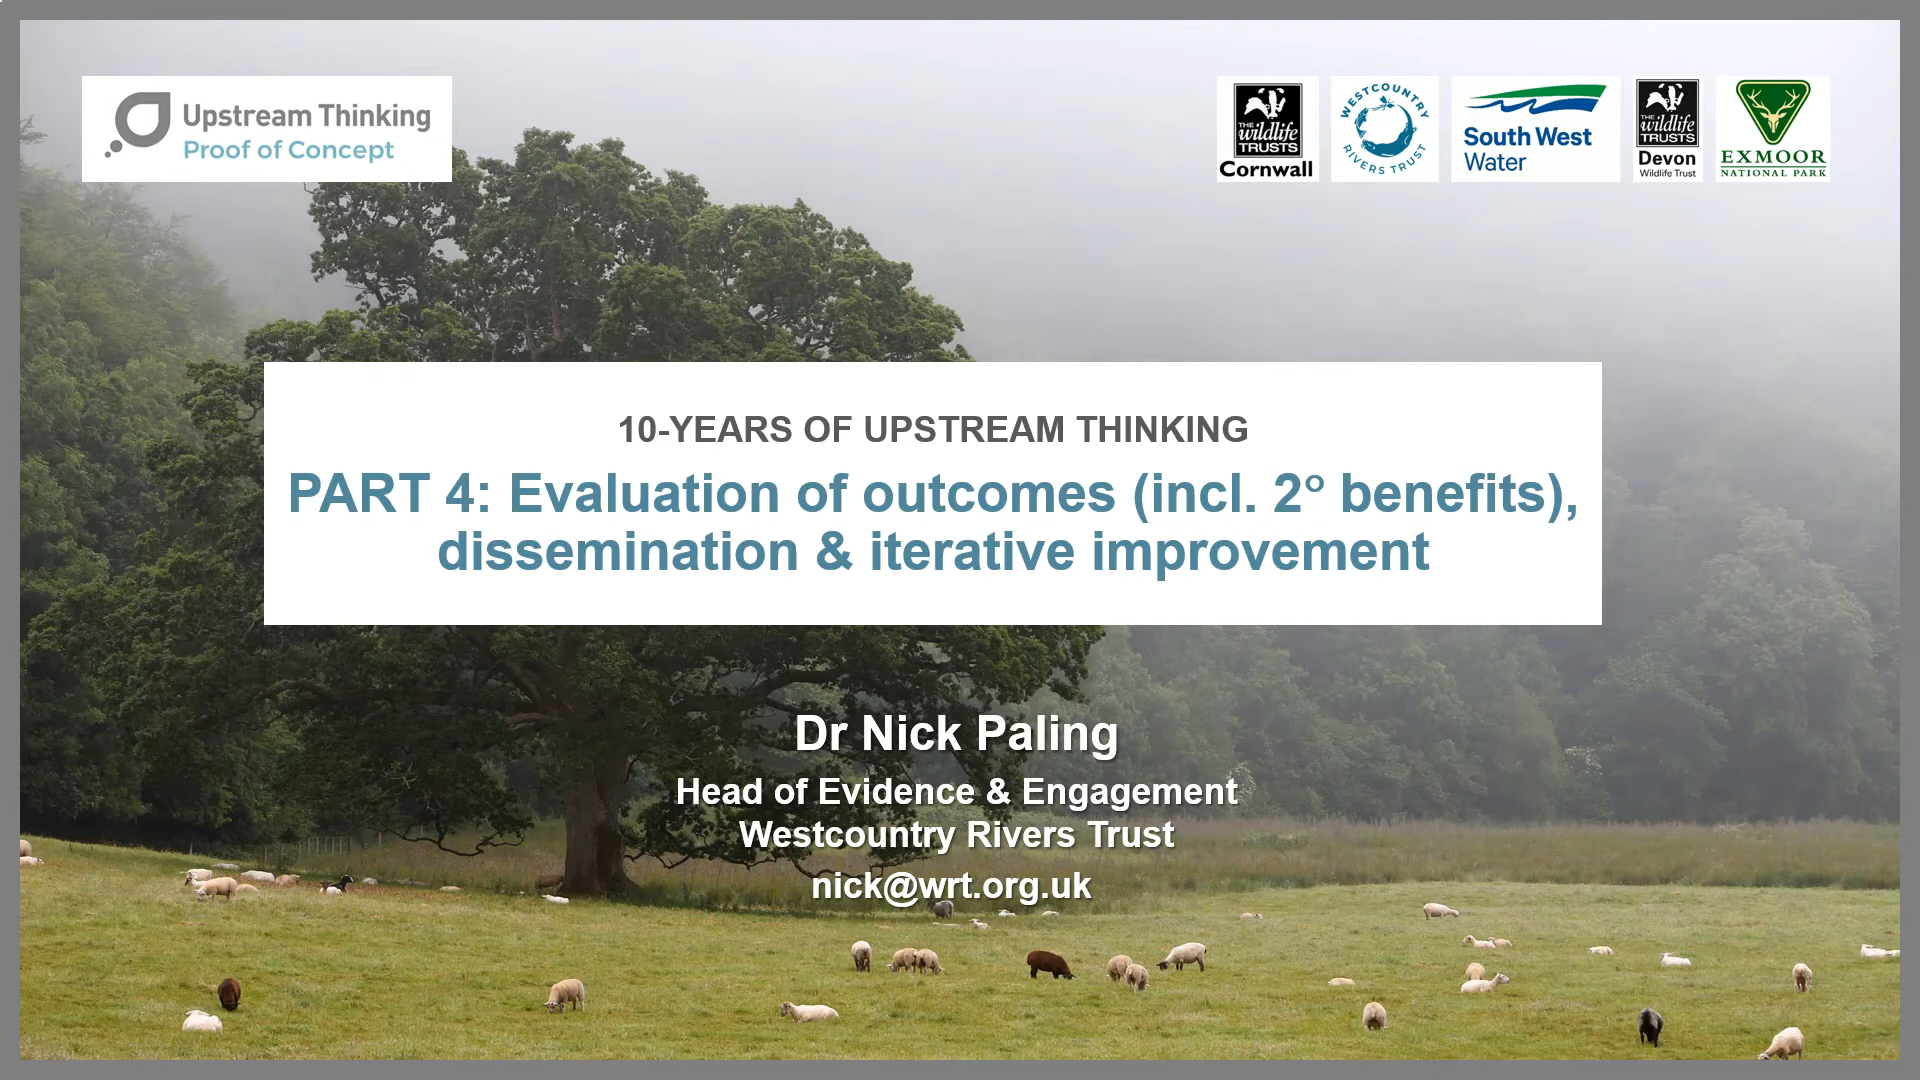 Upstream Thinking
Proof of Concept
THE
wildlife
TRUSTS
Cornwall
WESTCOUNTRY
RIVERS TRUST
South West
Water
THE
wildlife
TRUSTS
Devon
Wildlife Trust
EXMOOR
NATIONAL PARK
10-YEARS OF UPSTREAM THINKING
PART 4: Evaluation of outcomes (incl. 2° benefits),
dissemination & iterative improvement
Dr Nick Paling
Head of Evidence & Engagement
Westcountry Rivers Trust
nick@wrt.org.uk